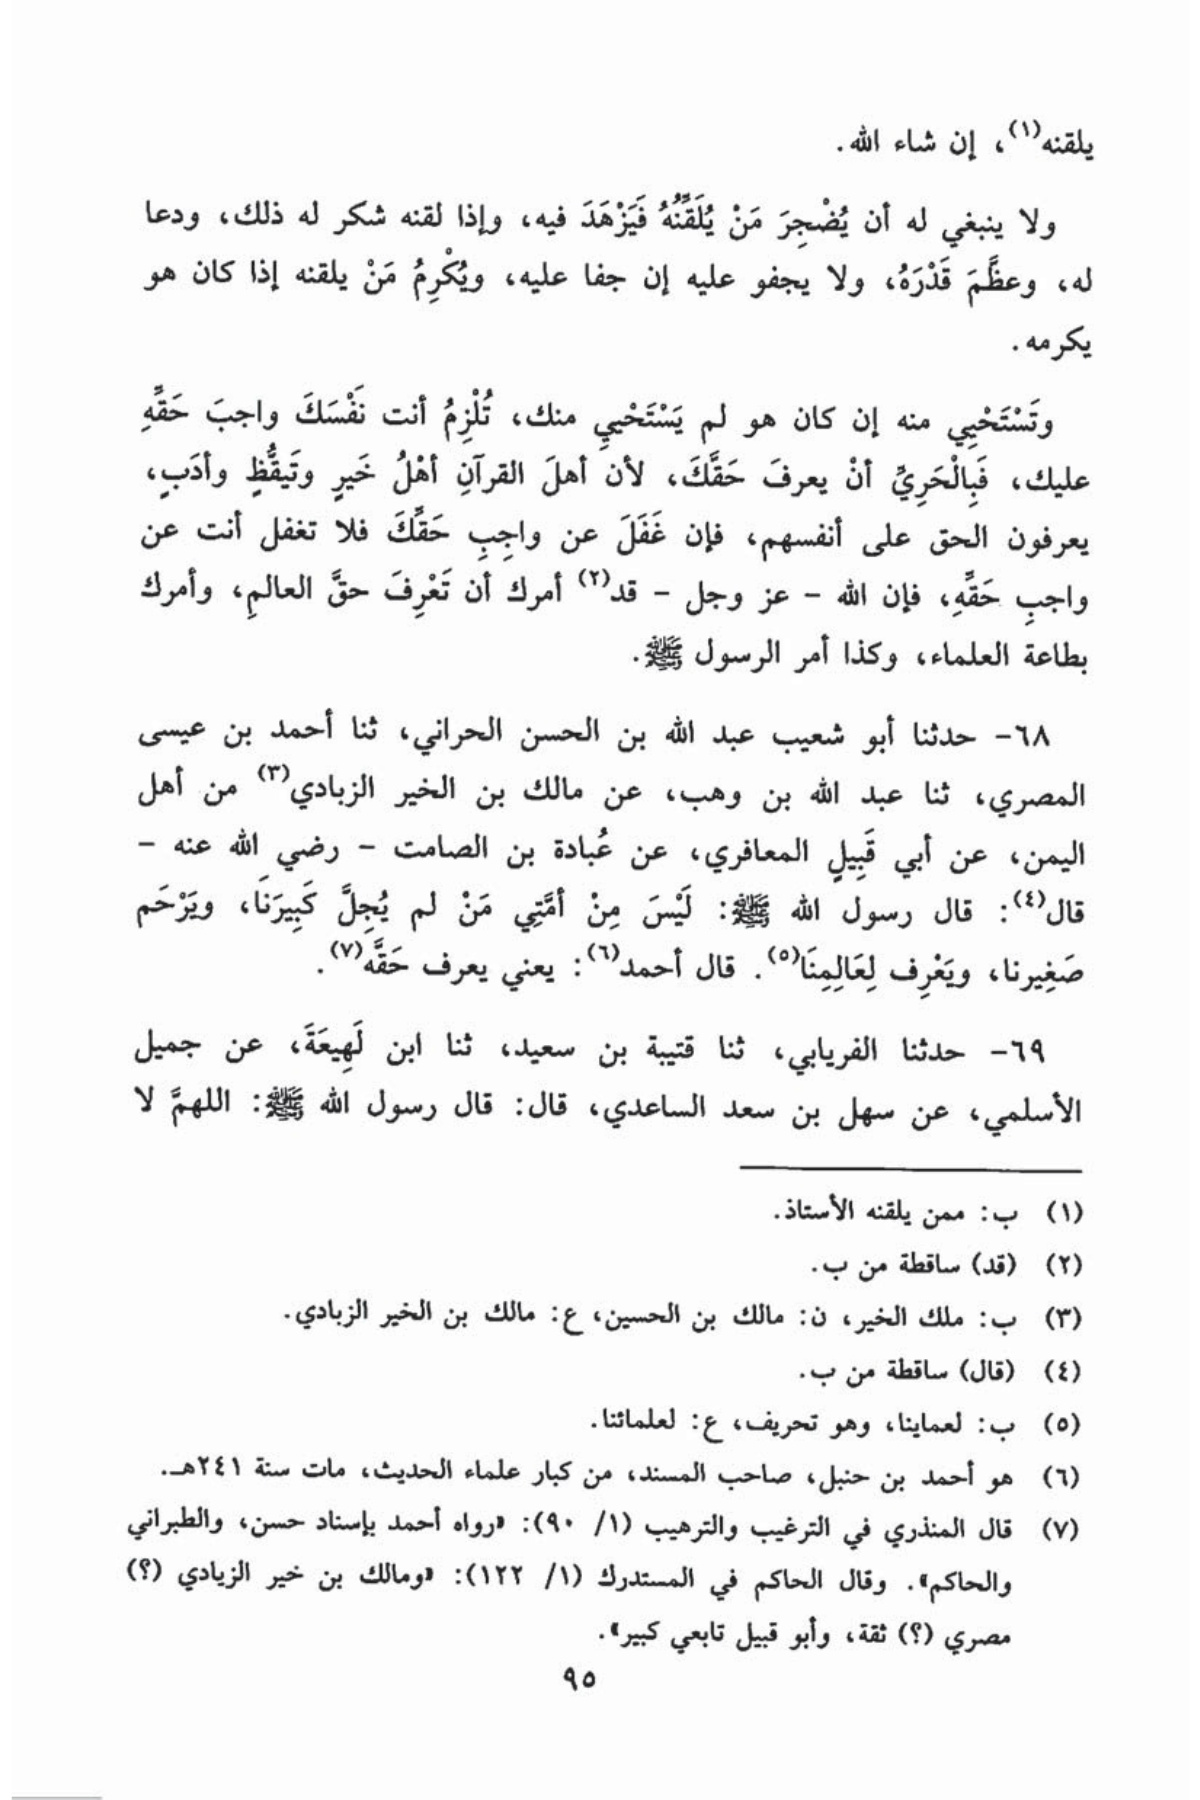 يلقنه(١)، إن شاء الله.
ولا ينبغي له أن يُضْجِرَ مَنْ يُلَقِّنُهُ فَيَزْهَدَ فيه، وإذا لقنه شكر له ذلك، ودعا
له، وعظَّمَ قَدْرَهُ، ولا يجفو عليه إن جفا عليه، ويُكْرِمُ مَنْ يلقنه إذا كان هو
يكرمه.
وتَسْتَحْيِي منه إن كان هو لم يَسْتَحْييِ منك، تُلْزِمُ أنت نَفْسَكَ واجبَ حَقِّهِ
عليك، فَبِالْحَرِيِّ أنْ يعرفَ حَقَّكَ، لأن أهلَ القرآنِ أهْلُ خَيرٍ وتَيقُّظٍ وأدَبٍ،
يعرفون الحق على أنفسهم، فإن غَفَلَ عن واجِبِ حَقِّكَ فلا تغفل أنت عن
واجبِ حَقِّهِ، فإن الله – عز وجل – قد(٢) أمرك أن تَعْرِفَ حقَّ العالمِ، وأمرك
بطاعة العلماء، وكذا أمر الرسول ﷺ.
٦٨– حدثنا أبو شعيب عبد الله بن الحسن الحراني، ثنا أحمد بن عيسى
المصري، ثنا عبد الله بن وهب، عن مالك بن الخير الزبادي(٣) من أهل
اليمن، عن أبي قَبِيلٍ المعافري، عن عُبادة بن الصامت – رضي الله عنه –
قال(٤): قال رسول الله ﷺ: لَيْسَ مِنْ أمَّتِي مَنْ لم يُجِلَّ كَبِيرَنَا، ويَرْحَم
صَغِيرنا، ويَعْرِف لِعَالِمِنَا(٥). قال أحمد(٦): يعني يعرف حَقَّه(٧).
٦٩– حدثنا الفريابي، ثنا قتيبة بن سعيد، ثنا ابن لَهِيعَةَ، عن جميل
الأسلمي، عن سهل بن سعد الساعدي، قال: قال رسول الله ﷺ: اللهمَّ لا
(١) ب: ممن يلقنه الأستاذ.
(٢) (قد) ساقطة من ب.
(٣) ب: ملك الخير، ن: مالك بن الحسين، ع: مالك بن الخير الزبادي.
(٤) (قال) ساقطة من ب.
(٥) ب: لعماينا، وهو تحريف، ع: لعلمائنا.
(٦) هو أحمد بن حنبل، صاحب المسند، من كبار علماء الحديث، مات سنة ٢٤١هـ.
(٧) قال المنذري في الترغيب والترهيب (١/ ٩٠): «رواه أحمد بإسناد حسن، والطبراني
والحاكم». وقال الحاكم في المستدرك (١/ ١٢٢): «ومالك بن خير الزيادي (؟)
مصري (؟) ثقة، وأبو قبيل تابعي كبير».
٩٥